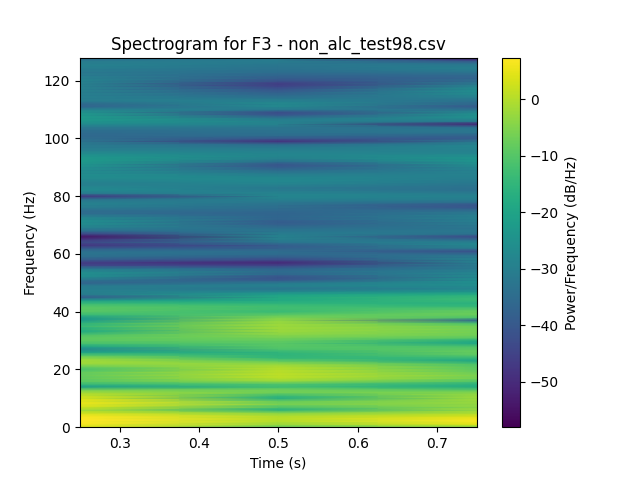 Spectrogram for F3 - non_alc_test98.csv
120
100
80
60
40
20
0
Frequency (Hz)
0.3 0.4 0.5 0.6 0.7
Time (s)
0
−10
−20
−30
−40
−50
Power/Frequency (dB/Hz)